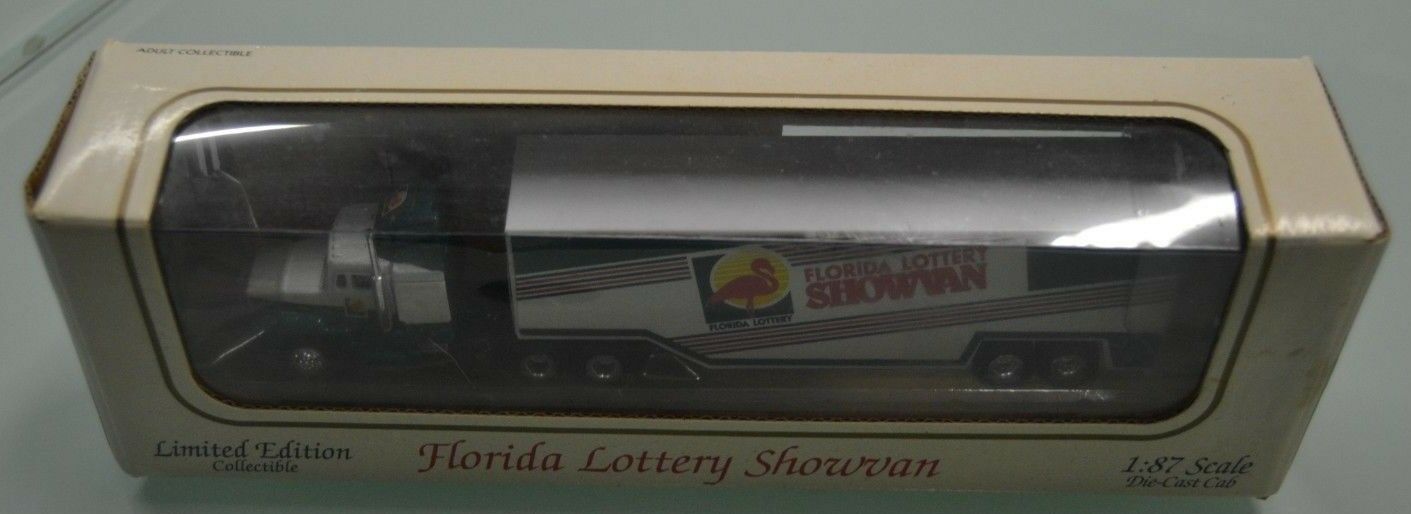 ADULT COLLECTIBLE
FLORIDA LOTTERY
SHOWVAN
FLORIDA LOTTERY
Limited Edition
Collectible
Florida Lottery Showvan
1:87 Scale
Die-Cast Cab